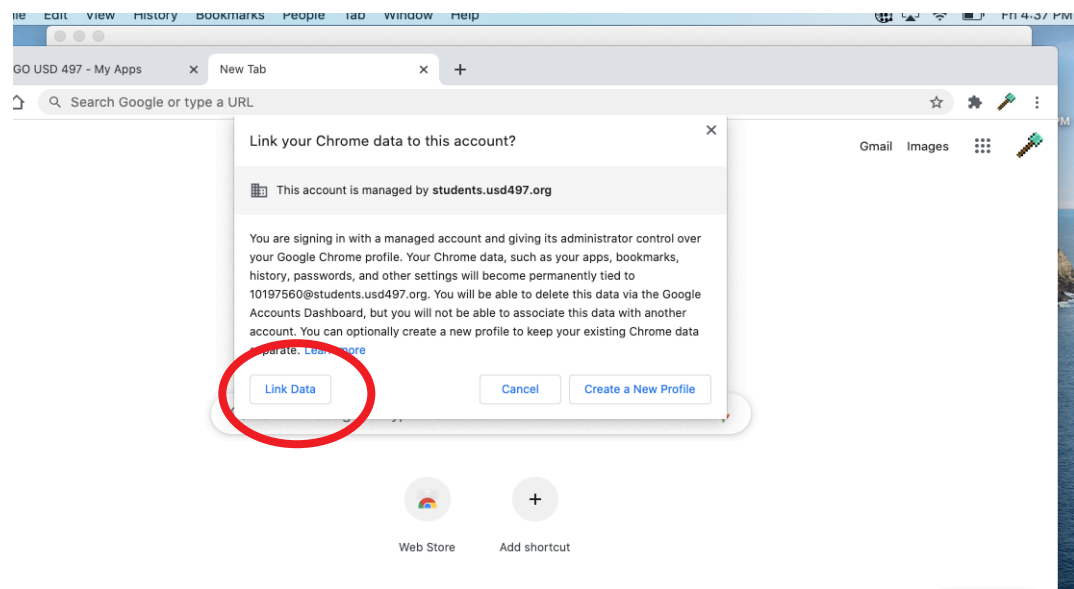 Edit View History Bookmarks People Tab Window Help
Fri 4:37 PM
GO USD 497 - My Apps
New Tab
Search Google or type a URL
PM
Gmail Images
Link your Chrome data to this account?
This account is managed by students.usd497.org
You are signing in with a managed account and giving its administrator control over
your Google Chrome profile. Your Chrome data, such as your apps, bookmarks,
history, passwords, and other settings will become permanently tied to
10197560@students.usd497.org. You will be able to delete this data via the Google
Accounts Dashboard, but you will not be able to associate this data with another
account. You can optionally create a new profile to keep your existing Chrome data
separate. Learn more
Link Data
Cancel
Create a New Profile
Web Store
Add shortcut